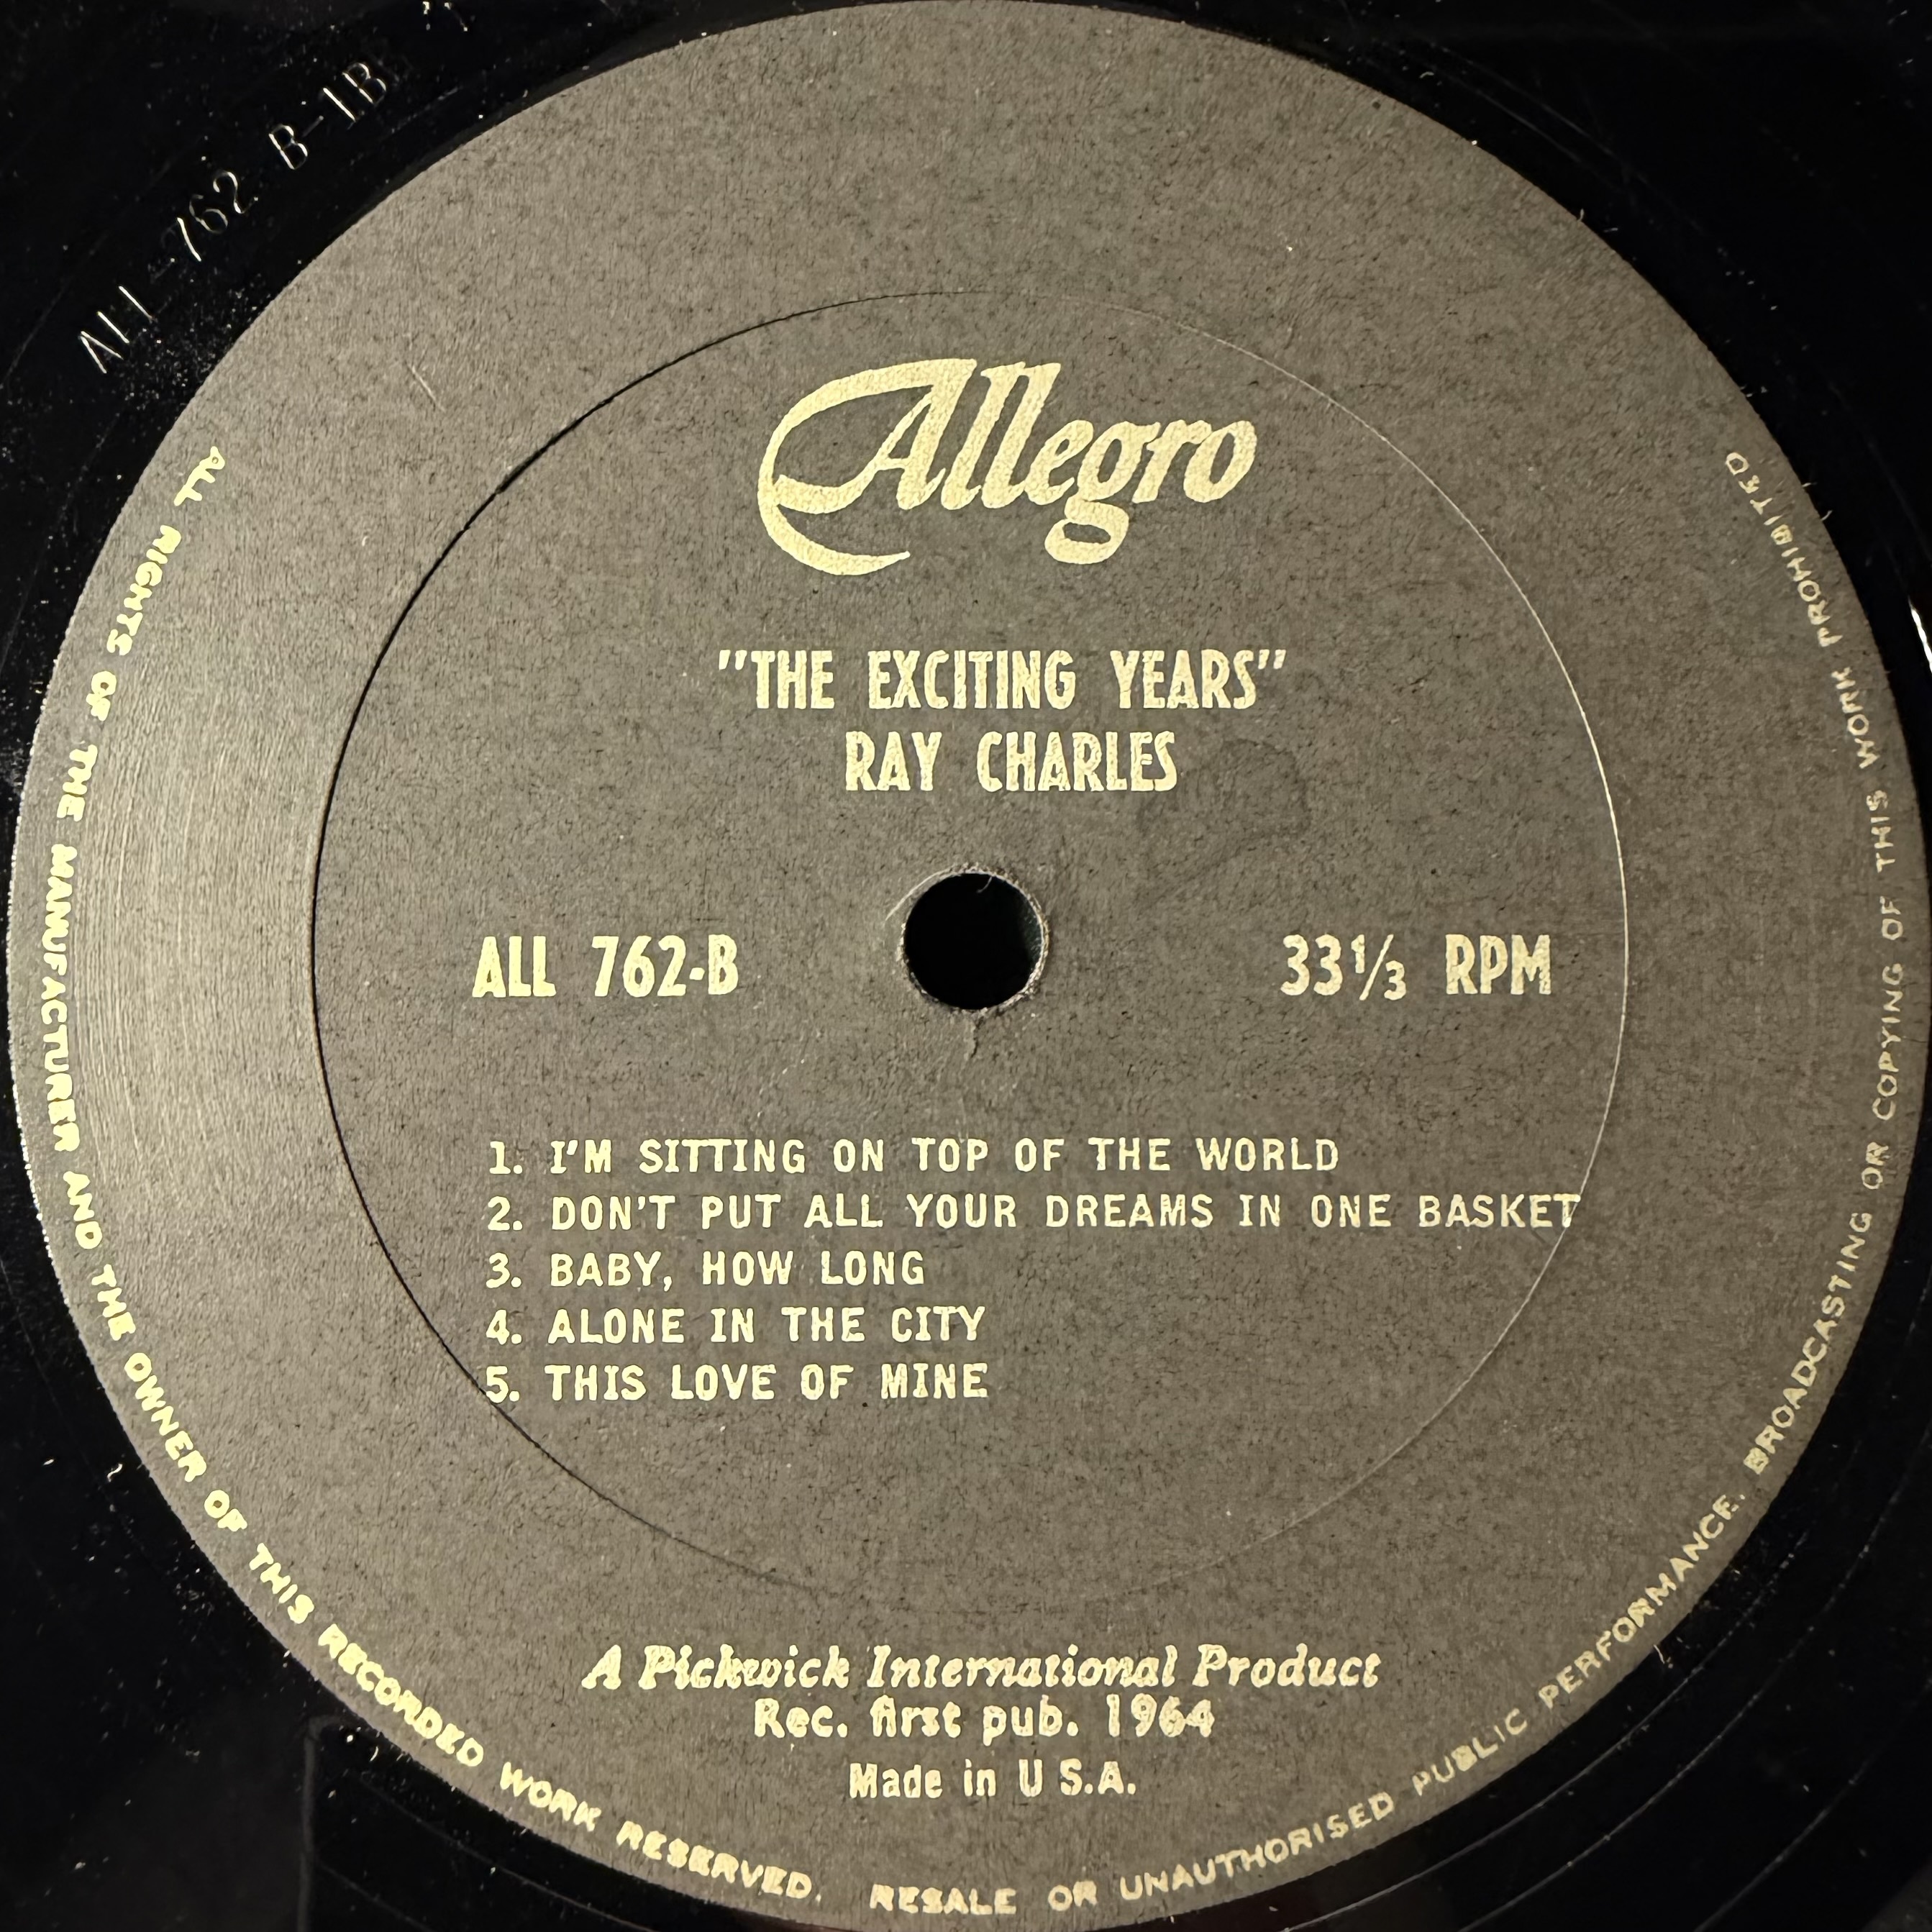 ALL-762 B-1B
Allegro
"THE EXCITING YEARS"
RAY CHARLES
ALL 762-B
33⅓ RPM
1. I'M SITTING ON TOP OF THE WORLD
2. DON'T PUT ALL YOUR DREAMS IN ONE BASKET
3. BABY, HOW LONG
4. ALONE IN THE CITY
5. THIS LOVE OF MINE
A Pickwick International Product
Rec. first pub. 1964
Made in U S.A.
ALL RIGHTS OF THE MANUFACTURER AND THE OWNER OF THIS RECORDED WORK RESERVED. RESALE OR UNAUTHORISED PUBLIC PERFORMANCE. BROADCASTING OR COPYING OF THIS WORK PROHIBITED